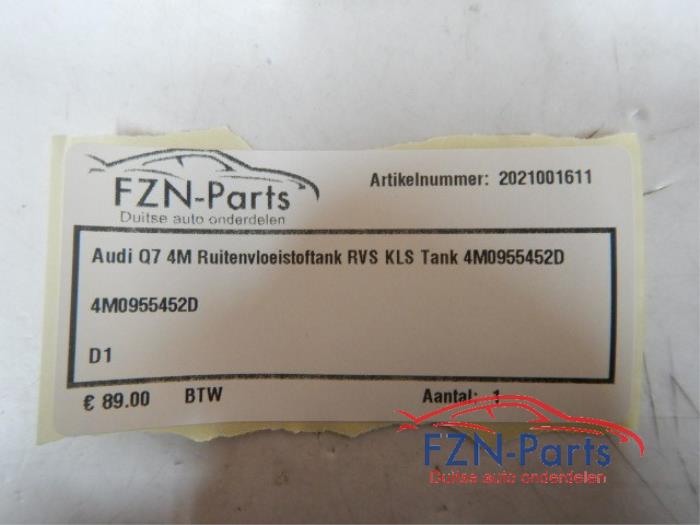 FZN-Parts
Duitse auto onderdelen
Artikelnummer: 2021001611
Audi Q7 4M Ruitenvloeistoftank RVS KLS Tank 4M0955452D
4M0955452D
D1
€ 89.00 BTW Aantal: 1
FZN-Parts
Duitse auto onderdelen